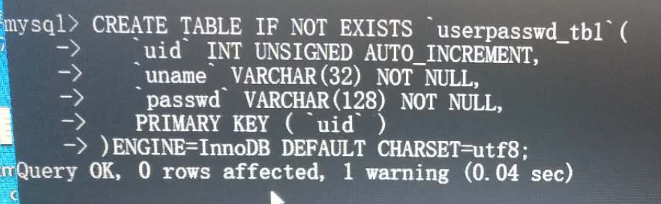 mysql> CREATE TABLE IF NOT EXISTS `userpasswd_tbl`(
    -> `uid` INT UNSIGNED AUTO_INCREMENT,
    -> `uname` VARCHAR(32) NOT NULL,
    -> `passwd` VARCHAR(128) NOT NULL,
    -> PRIMARY KEY ( `uid` )
    -> )ENGINE=InnoDB DEFAULT CHARSET=utf8;
Query OK, 0 rows affected, 1 warning (0.04 sec)